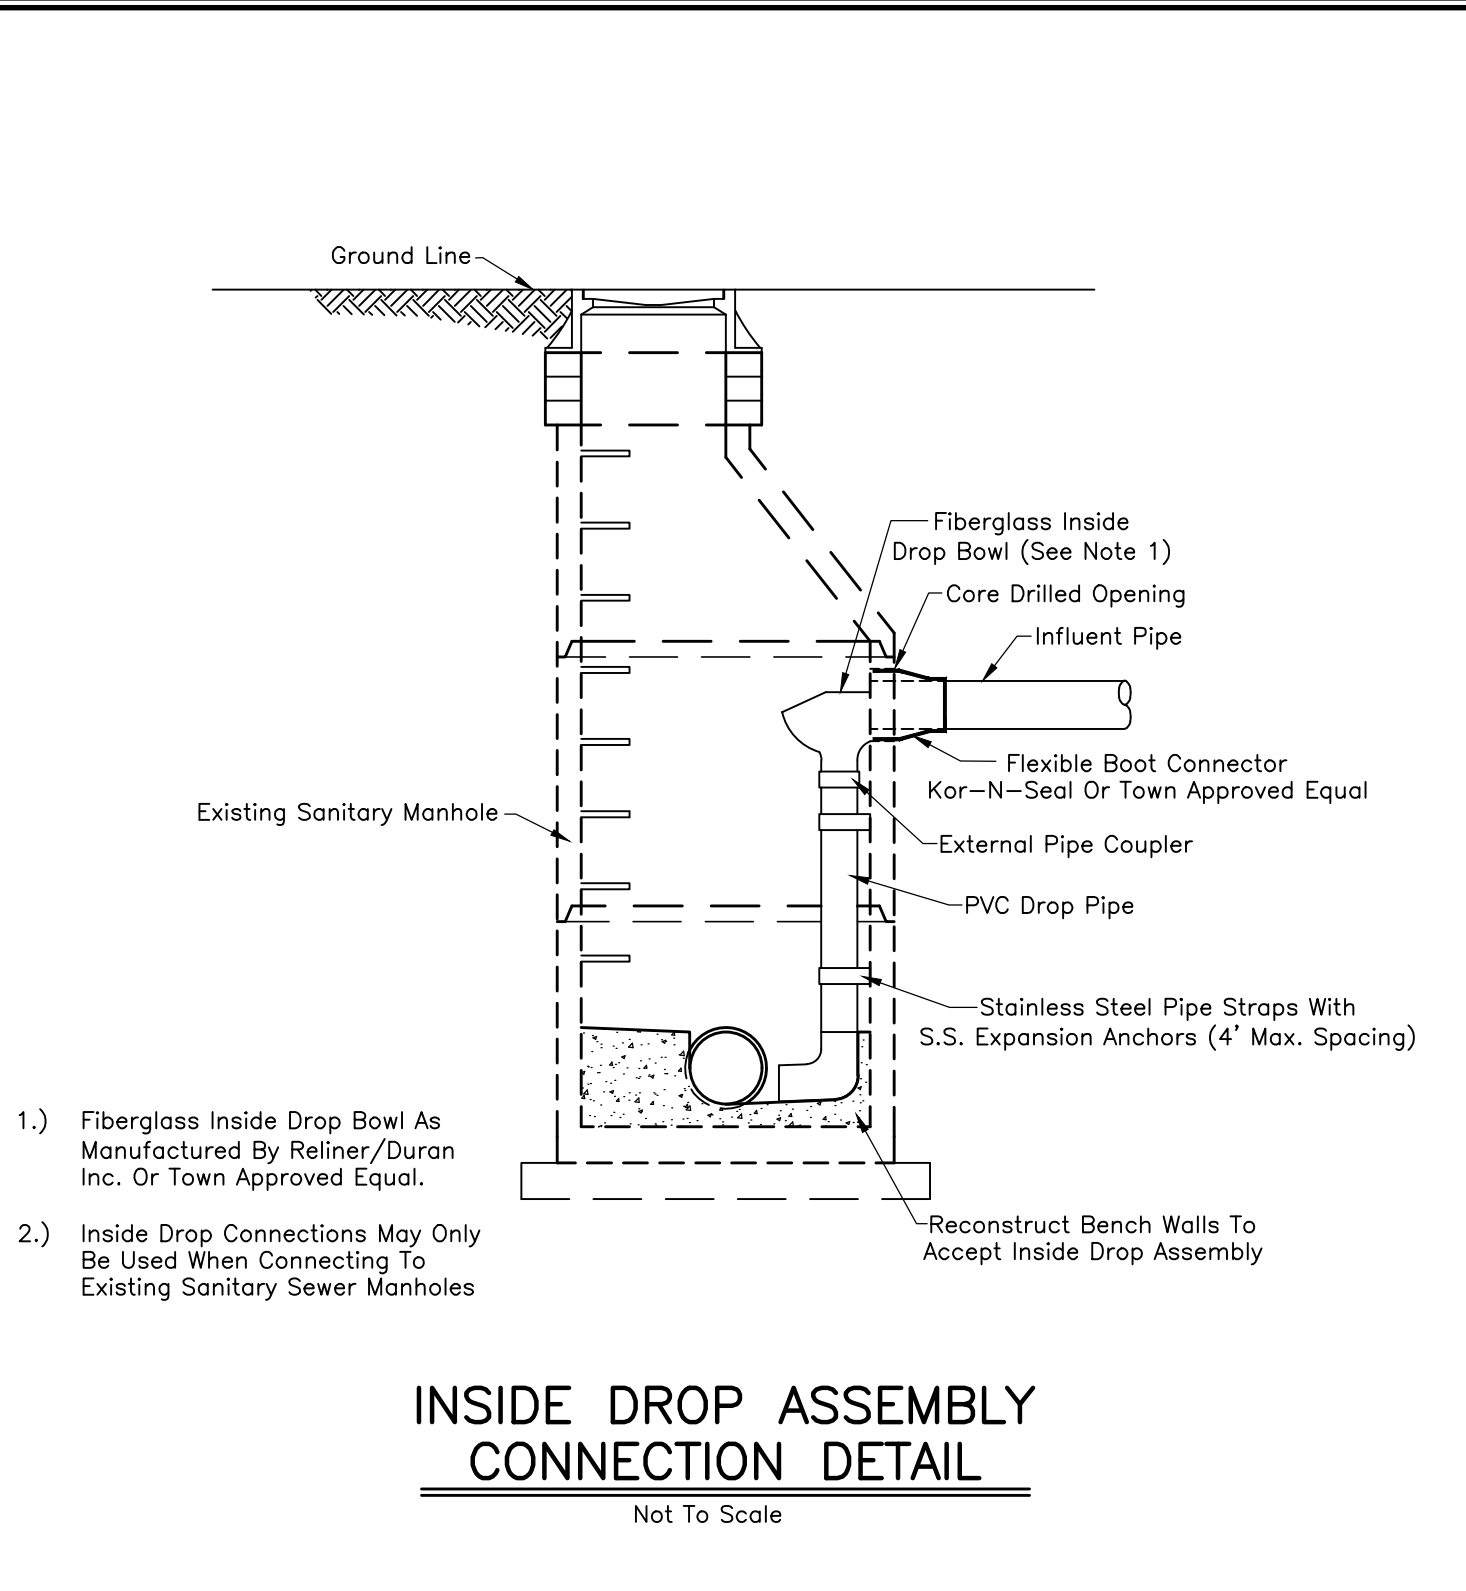 Ground Line
Fiberglass Inside
Drop Bowl (See Note 1)
Core Drilled Opening
Influent Pipe
Flexible Boot Connector
Kor-N-Seal Or Town Approved Equal
Existing Sanitary Manhole
External Pipe Coupler
PVC Drop Pipe
Stainless Steel Pipe Straps With
S.S. Expansion Anchors (4' Max. Spacing)
1.) Fiberglass Inside Drop Bowl As
Manufactured By Reliner/Duran
Inc. Or Town Approved Equal.
2.) Inside Drop Connections May Only
Be Used When Connecting To
Existing Sanitary Sewer Manholes
Reconstruct Bench Walls To
Accept Inside Drop Assembly
INSIDE DROP ASSEMBLY
CONNECTION DETAIL
Not To Scale